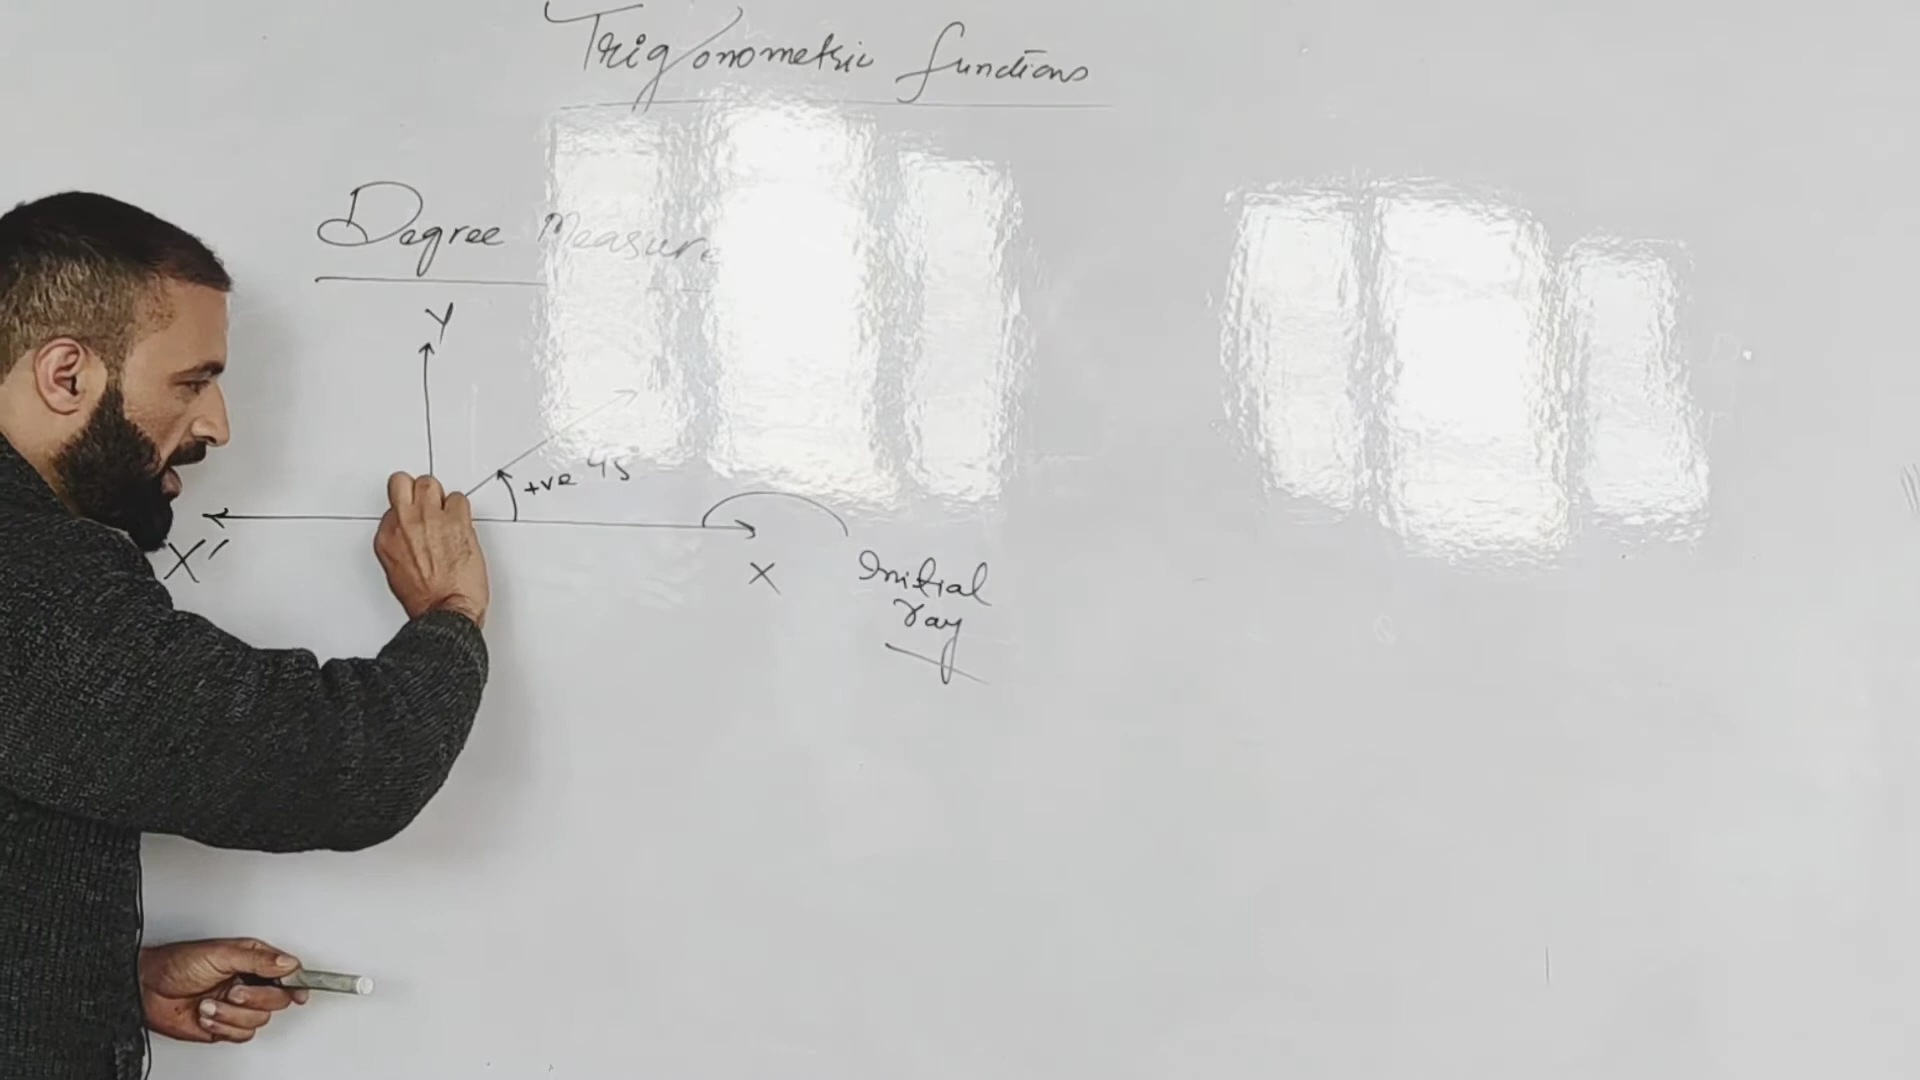 Trigonometric functions
Degree Measure
Y
+ve 45
X'
X
Initial
ray